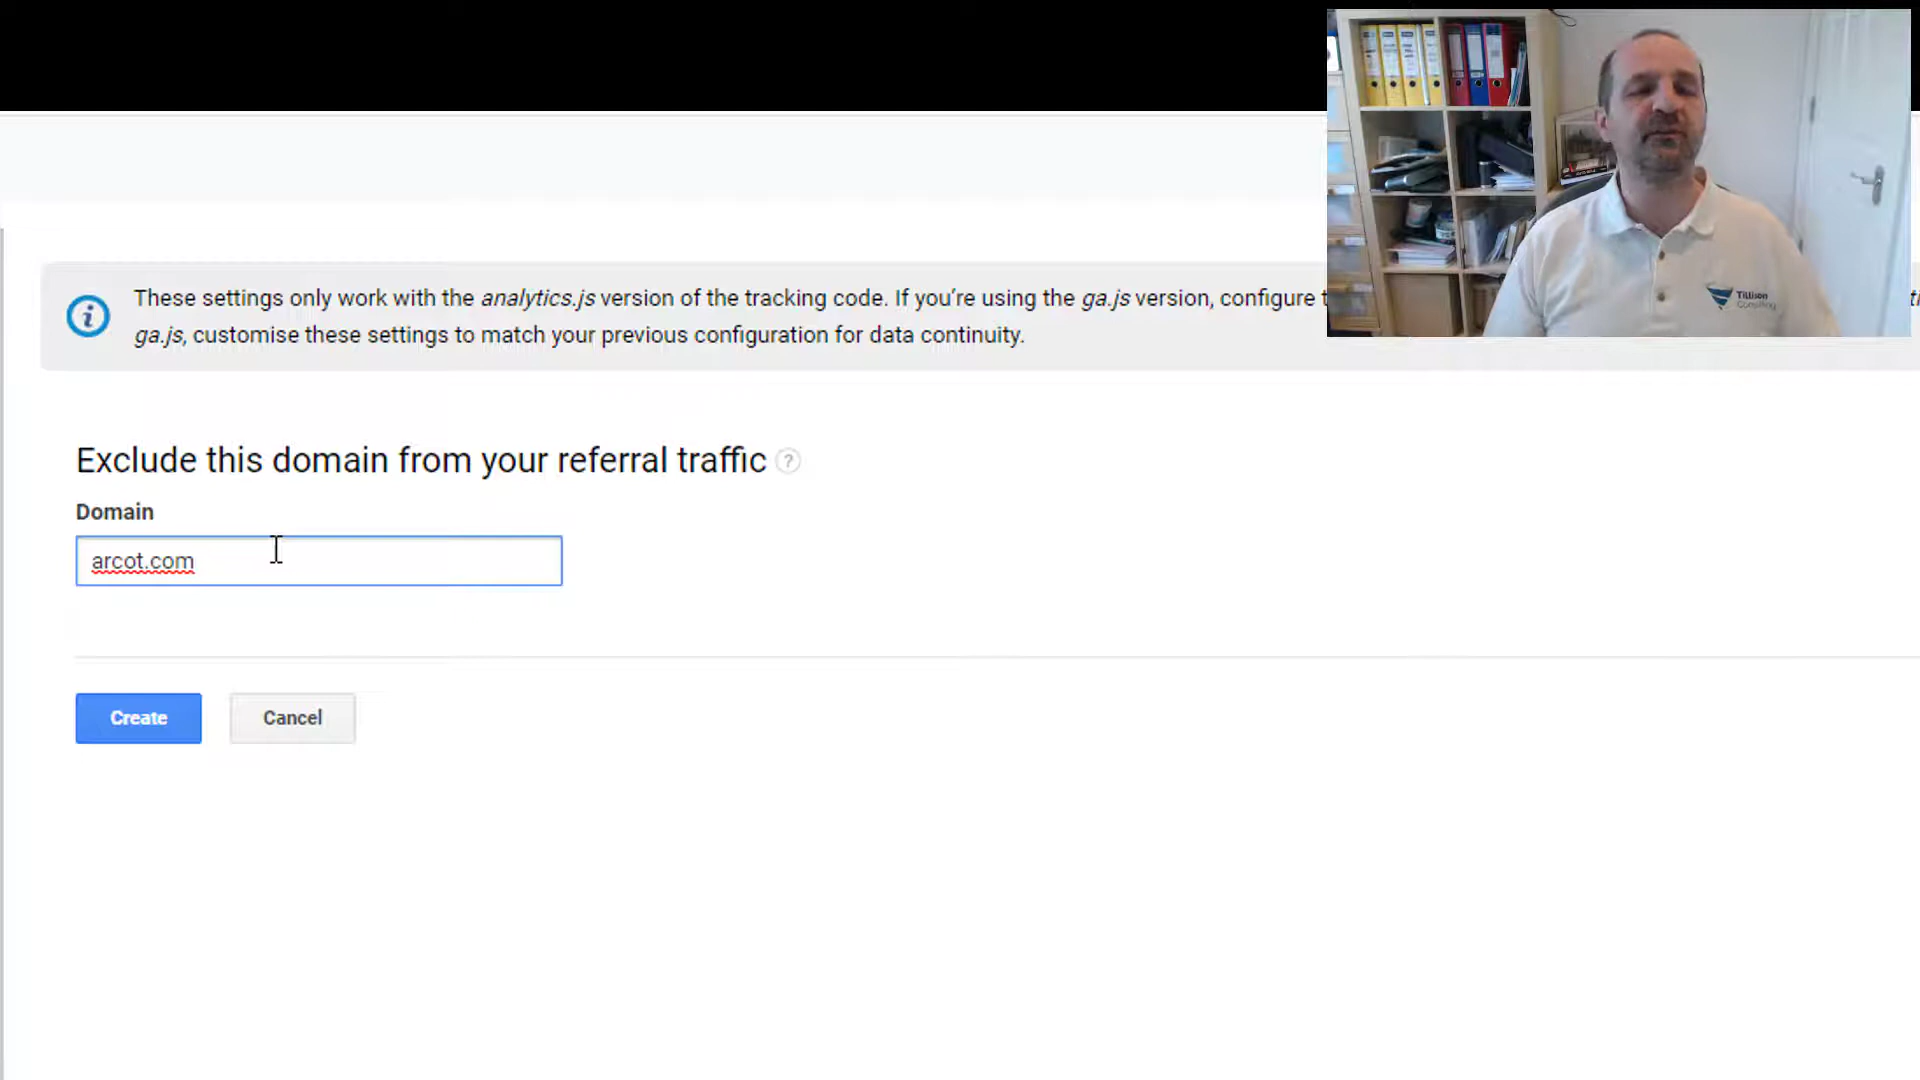 These settings only work with the analytics.js version of the tracking code. If you’re using the ga.js version, configure t
ga.js, customise these settings to match your previous configuration for data continuity.
Exclude this domain from your referral traffic ?
Domain
arcot.com
Create
Cancel
Tillison
Consulting